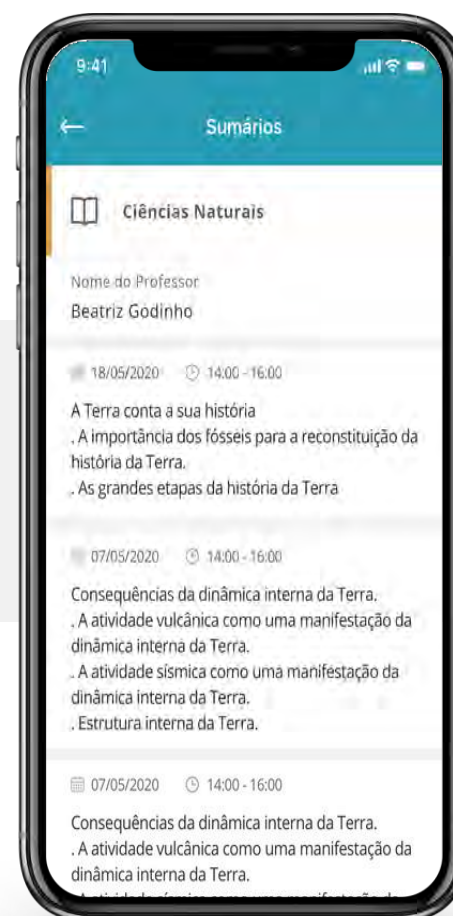 9:41
Sumários
Ciências Naturais
Nome do Professor
Beatriz Godinho
18/05/2020 14:00 - 16:00
A Terra conta a sua história
. A importância dos fósseis para a reconstituição da
história da Terra.
. As grandes etapas da história da Terra
07/05/2020 14:00 - 16:00
Consequências da dinâmica interna da Terra.
. A atividade vulcânica como uma manifestação da
dinâmica interna da Terra.
. A atividade sísmica como uma manifestação da
dinâmica interna da Terra.
. Estrutura interna da Terra.
07/05/2020 14:00 - 16:00
Consequências da dinâmica interna da Terra.
. A atividade vulcânica como uma manifestação da
dinâmica interna da Terra.